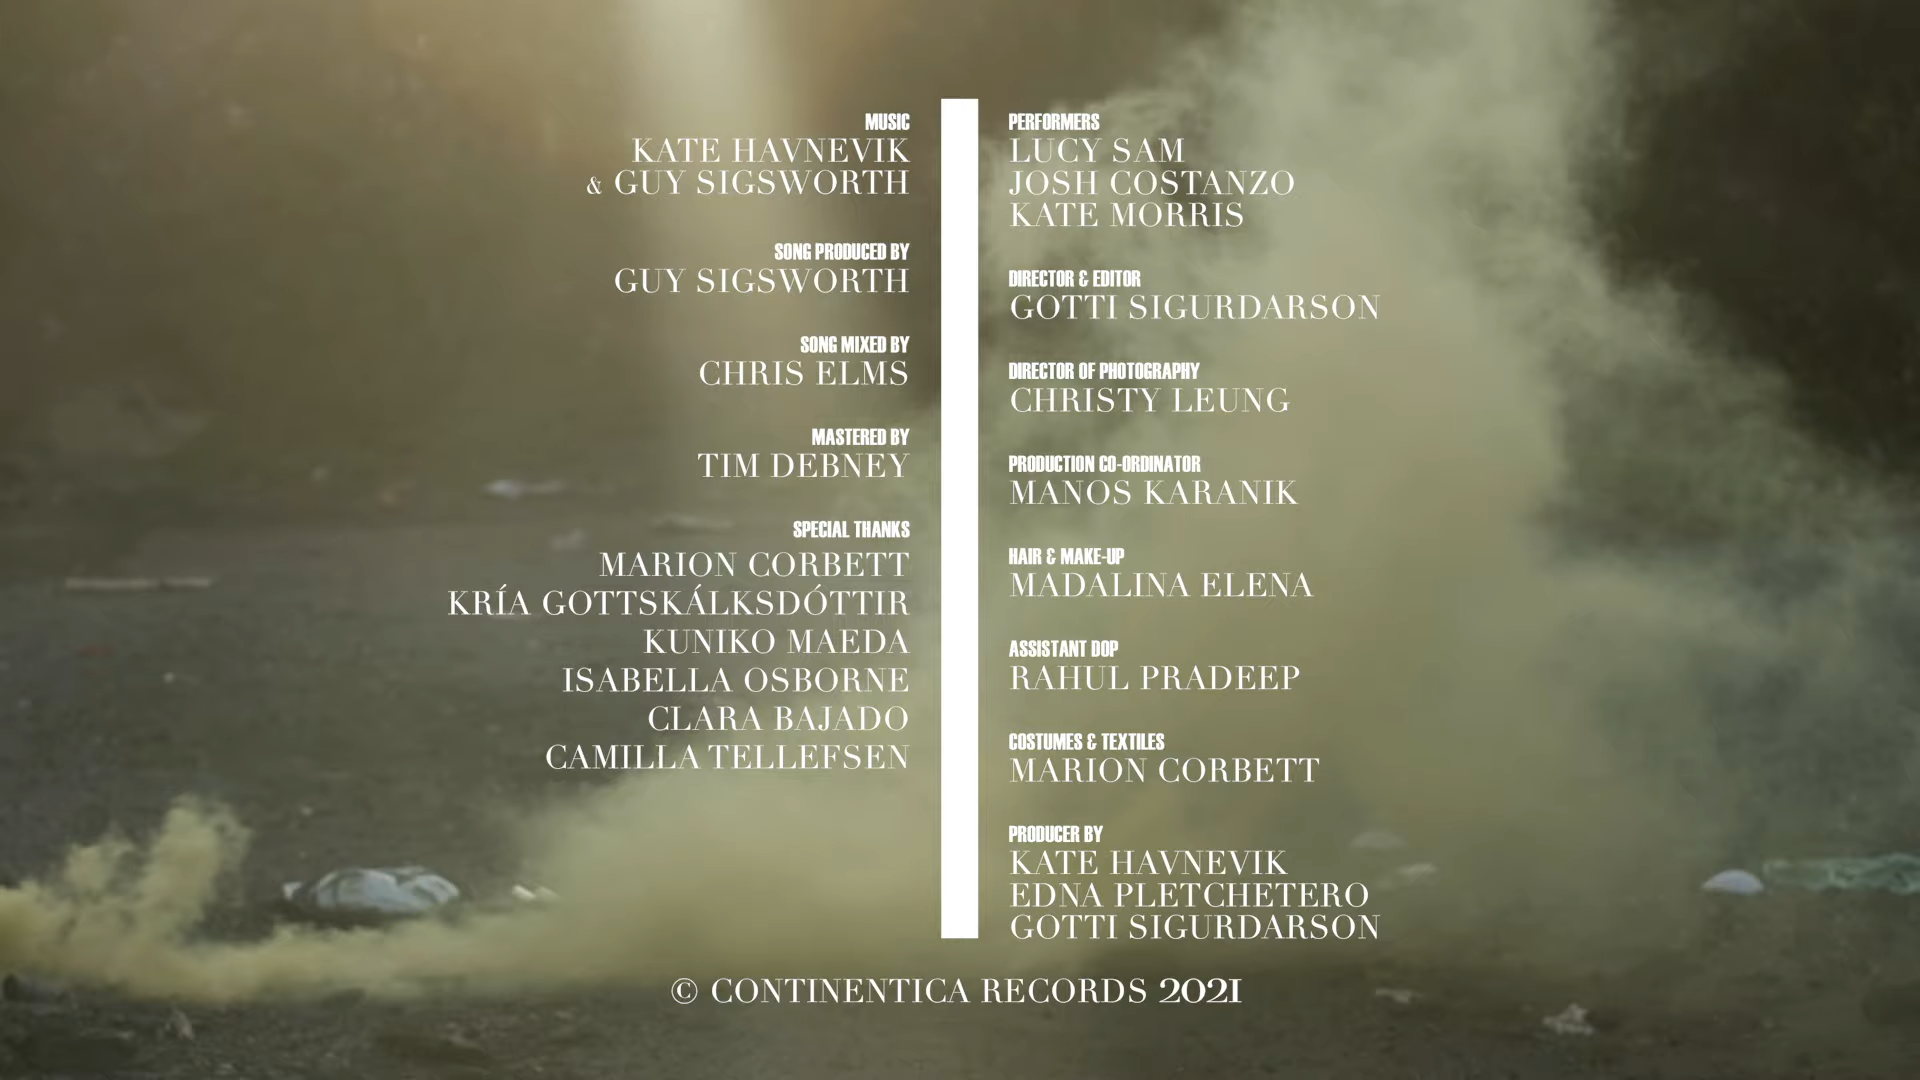 MUSIC
KATE HAVNEVIK
& GUY SIGSWORTH
SONG PRODUCED BY
GUY SIGSWORTH
SONG MIXED BY
CHRIS ELMS
MASTERED BY
TIM DEBNEY
SPECIAL THANKS
MARION CORBETT
KRÍA GOTTSKÁLKSDÓTTIR
KUNIKO MAEDA
ISABELLA OSBORNE
CLARA BAJADO
CAMILLA TELLEFSEN
PERFORMERS
LUCY SAM
JOSH COSTANZO
KATE MORRIS
DIRECTOR & EDITOR
GOTTI SIGURDARSON
DIRECTOR OF PHOTOGRAPHY
CHRISTY LEUNG
PRODUCTION CO-ORDINATOR
MANOS KARANIK
HAIR & MAKE-UP
MADALINA ELENA
ASSISTANT DOP
RAHUL PRADEEP
COSTUMES & TEXTILES
MARION CORBETT
PRODUCER BY
KATE HAVNEVIK
EDNA PLETCHETERO
GOTTI SIGURDARSON
© CONTINENTICA RECORDS 2021